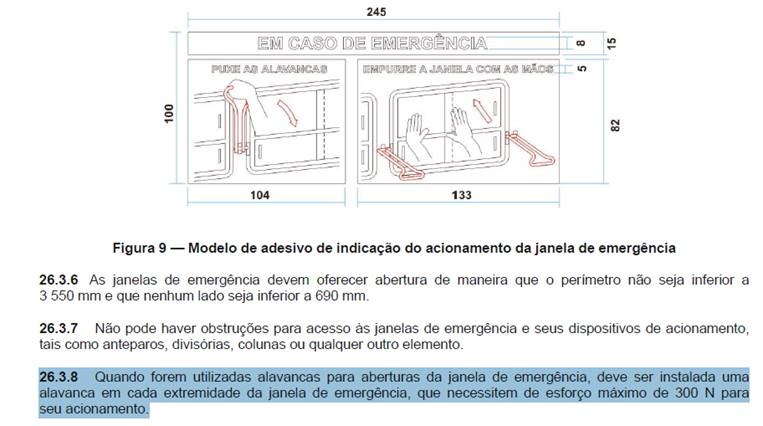 245
EM CASO DE EMERGÊNCIA
8
15
PUXE AS ALAVANCAS
EMPURRE A JANELA COM AS MÃOS
5
100
82
104
133
Figura 9 — Modelo de adesivo de indicação do acionamento da janela de emergência
26.3.6 As janelas de emergência devem oferecer abertura de maneira que o perímetro não seja inferior a
3 550 mm e que nenhum lado seja inferior a 690 mm.
26.3.7 Não pode haver obstruções para acesso às janelas de emergência e seus dispositivos de acionamento,
tais como anteparos, divisórias, colunas ou qualquer outro elemento.
26.3.8 Quando forem utilizadas alavancas para aberturas da janela de emergência, deve ser instalada uma
alavanca em cada extremidade da janela de emergência, que necessitem de esforço máximo de 300 N para
seu acionamento.